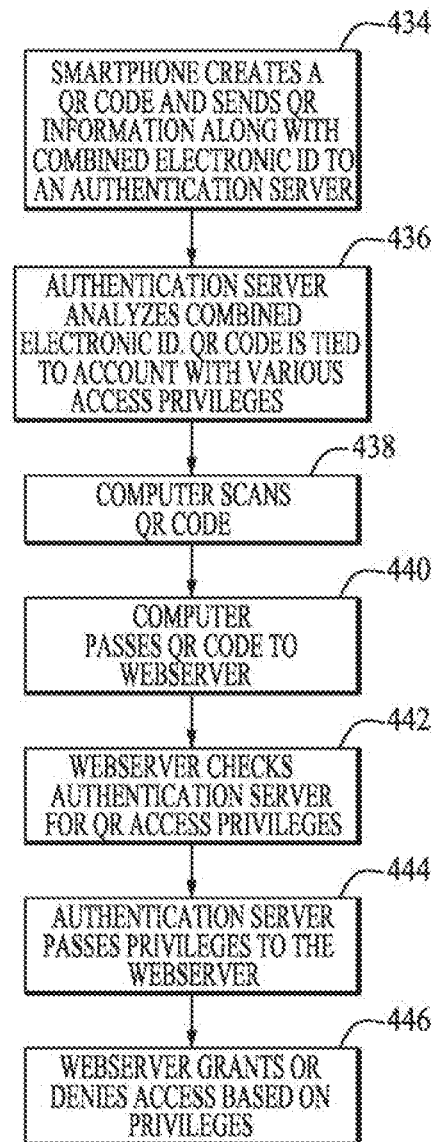 434
SMARTPHONE CREATES A
QR CODE AND SENDS QR
INFORMATION ALONG WITH
COMBINED ELECTRONIC ID TO
AN AUTHENTICATION SERVER
436
AUTHENTICATION SERVER
ANALYZES COMBINED
ELECTRONIC ID. QR CODE IS TIED
TO ACCOUNT WITH VARIOUS
ACCESS PRIVILEGES
438
COMPUTER SCANS
QR CODE
440
COMPUTER
PASSES QR CODE TO
WEBSERVER
442
WEBSERVER CHECKS
AUTHENTICATION SERVER
FOR QR ACCESS PRIVILEGES
444
AUTHENTICATION SERVER
PASSES PRIVILEGES TO THE
WEBSERVER
446
WEBSERVER GRANTS OR
DENIES ACCESS BASED ON
PRIVILEGES